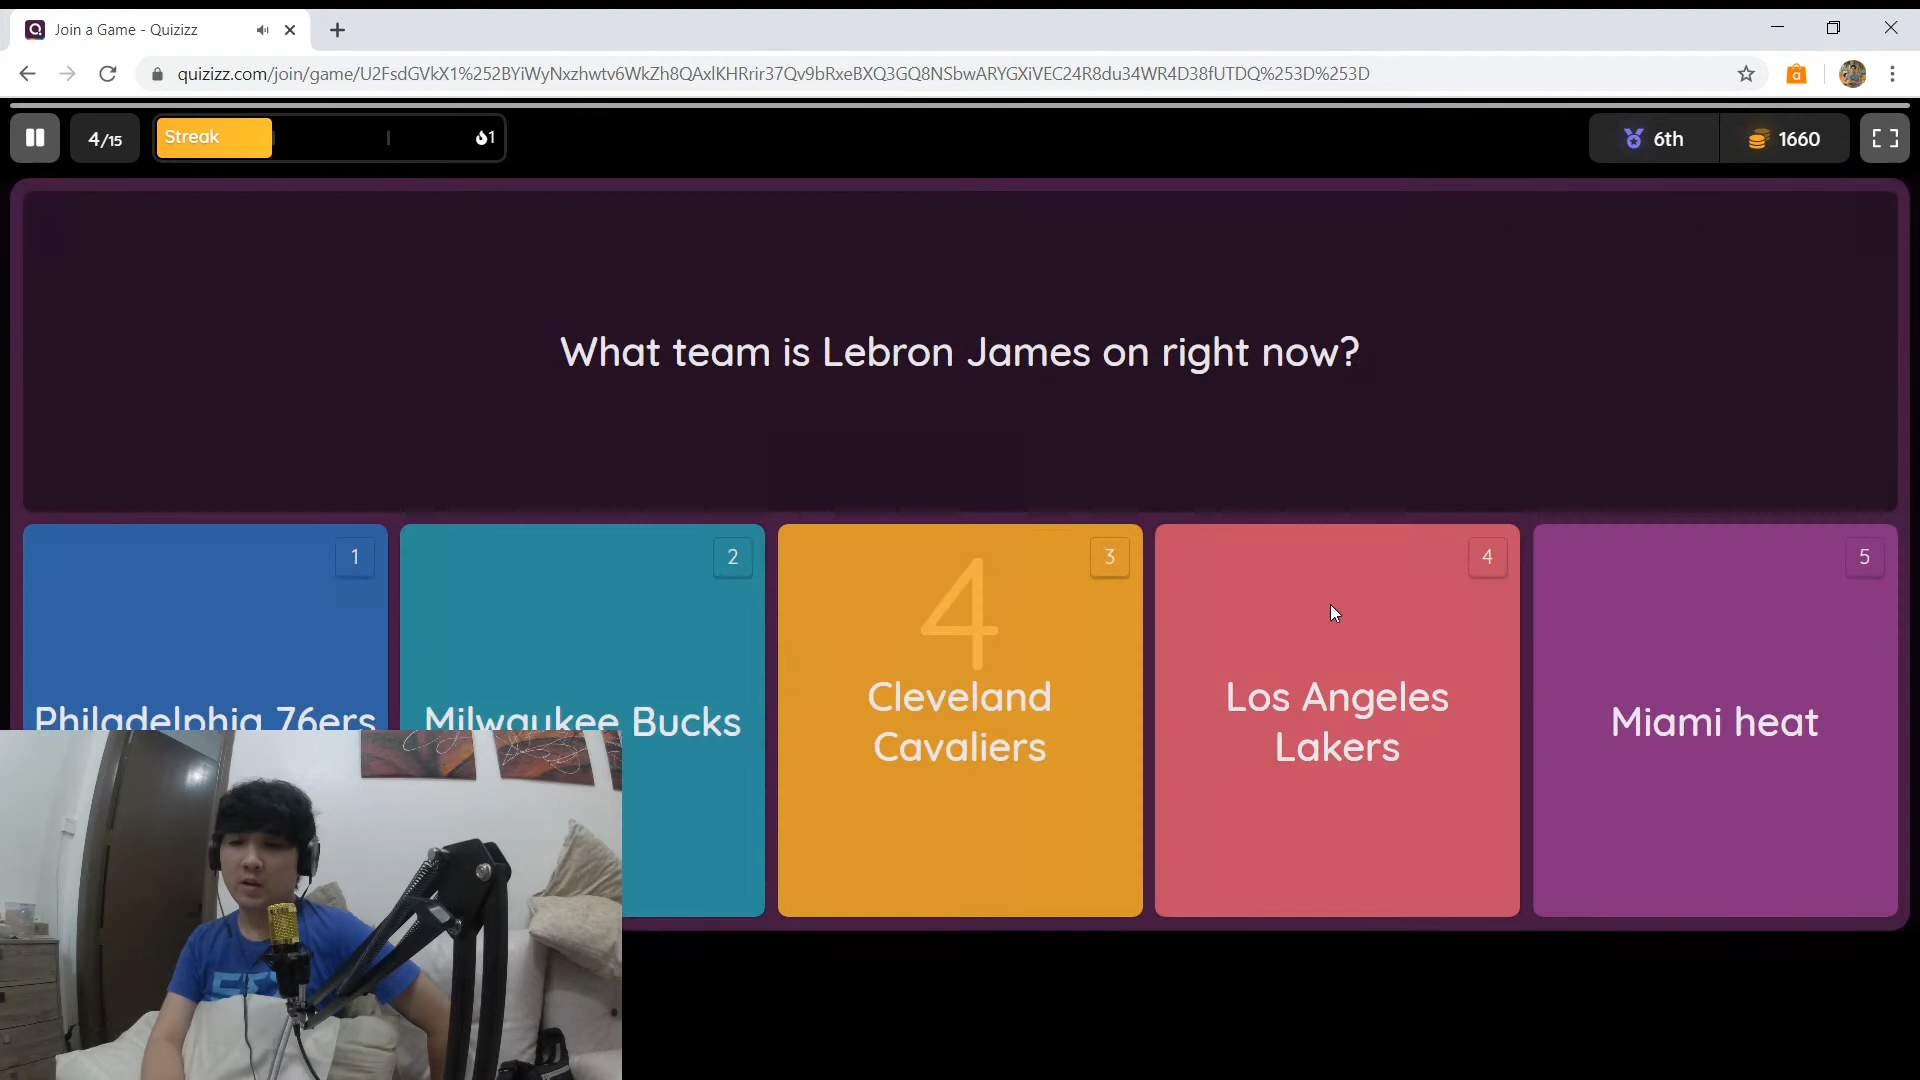 Join a Game - Quizizz
quizizz.com/join/game/U2FsdGVkX1%252BYiWyNxzhwtv6WkZh8QAxlKHRrir37Qv9bRxeBXQ3GQ8NSbwARYGXiVEC24R8du34WR4D38fUTDQ%253D%253D
4/15
Streak
1
6th
1660
What team is Lebron James on right now?
1
2
3
4
5
4
Philadelphia 76ers
Milwaukee Bucks
Cleveland
Cavaliers
Los Angeles
Lakers
Miami heat